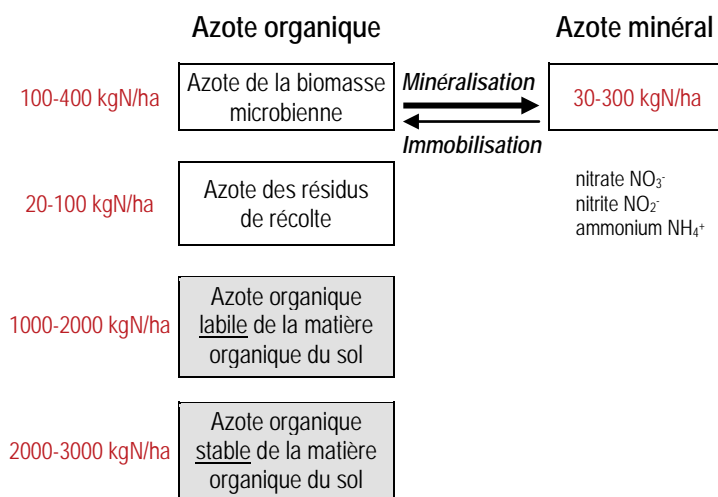 Azote organique
Azote minéral
100-400 kgN/ha
Azote de la biomasse
microbienne
Minéralisation
Immobilisation
30-300 kgN/ha
20-100 kgN/ha
Azote des résidus
de récolte
nitrate NO₃⁻
nitrite NO₂⁻
ammonium NH₄⁺
1000-2000 kgN/ha
Azote organique
labile de la matière
organique du sol
2000-3000 kgN/ha
Azote organique
stable de la matière
organique du sol